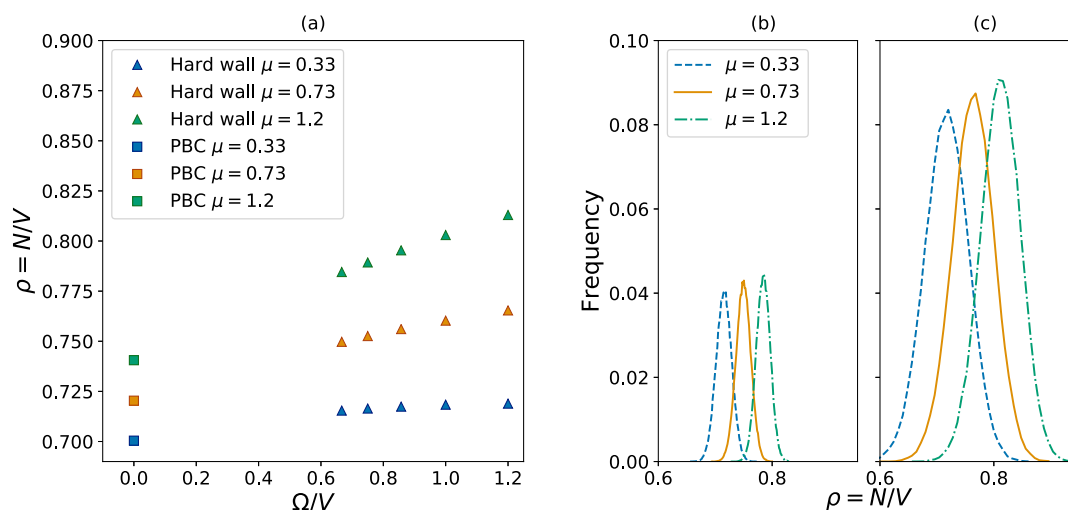 (a)
ρ = N/V
0.900
0.875
0.850
0.825
0.800
0.775
0.750
0.725
0.700
Hard wall μ = 0.33
Hard wall μ = 0.73
Hard wall μ = 1.2
PBC μ = 0.33
PBC μ = 0.73
PBC μ = 1.2
0.0 0.2 0.4 0.6 0.8 1.0 1.2
Ω/V
(b)
(c)
Frequency
0.10
0.08
0.06
0.04
0.02
0.00
μ = 0.33
μ = 0.73
μ = 1.2
0.6 0.8 0.6 0.8
ρ = N/V